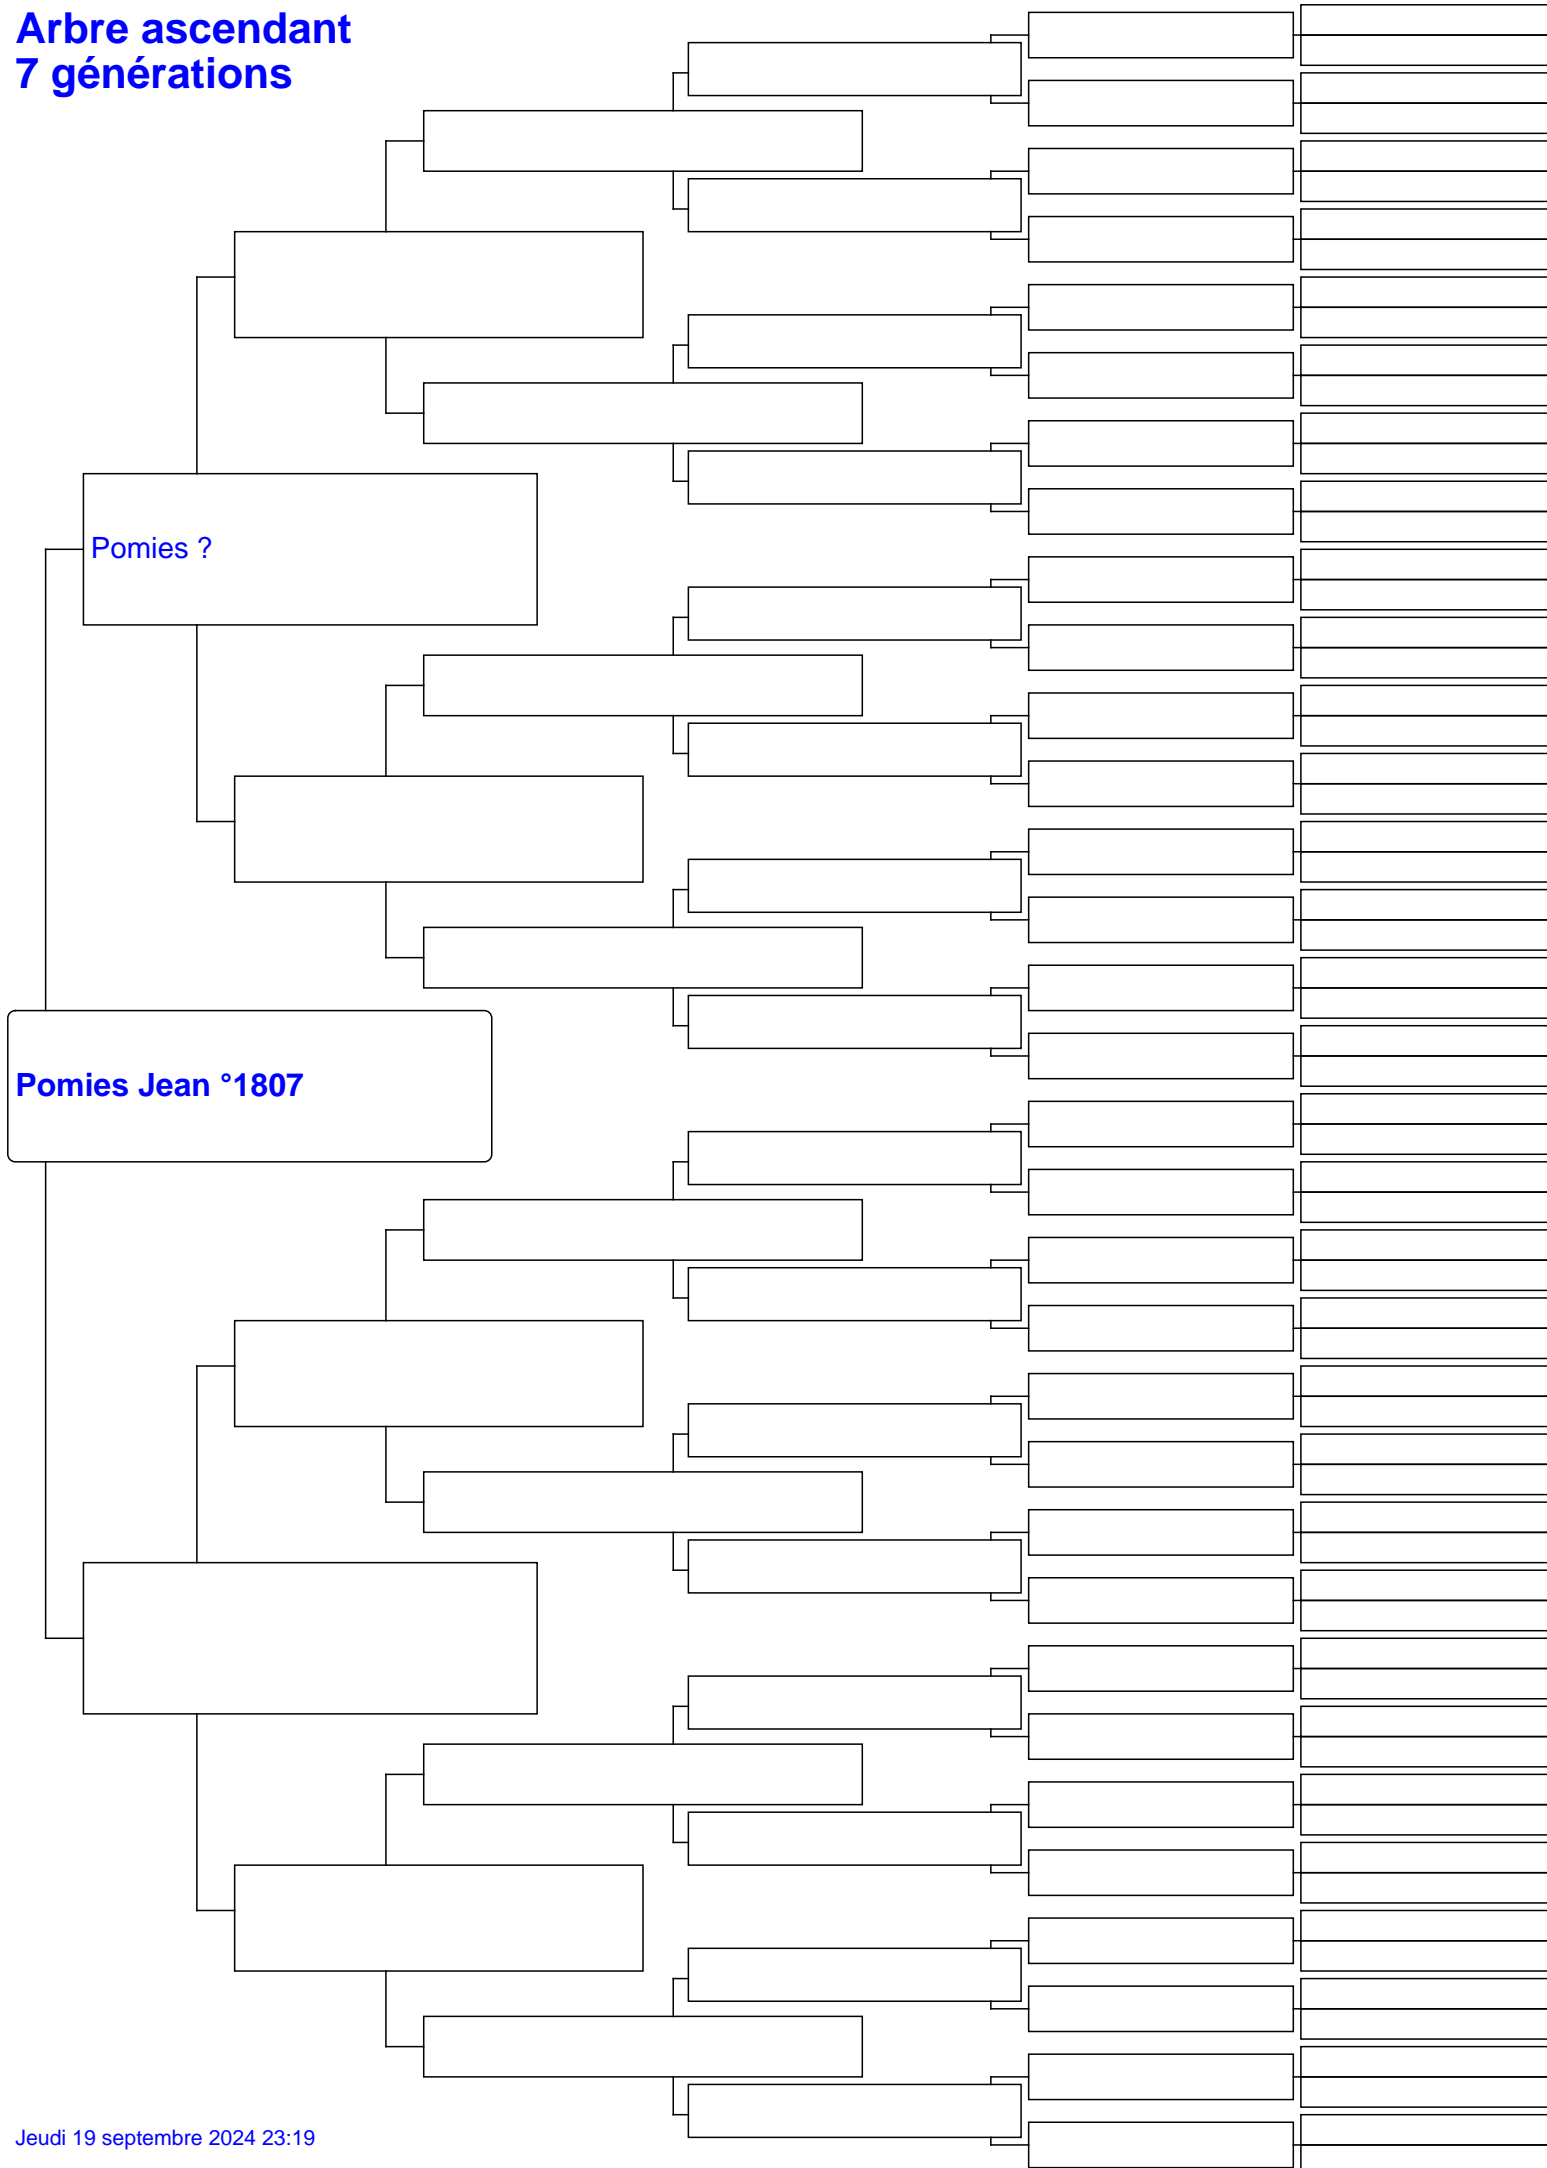 Arbre ascendant
7 générations
Pomies ?
Pomies Jean °1807
Jeudi 19 septembre 2024 23:19